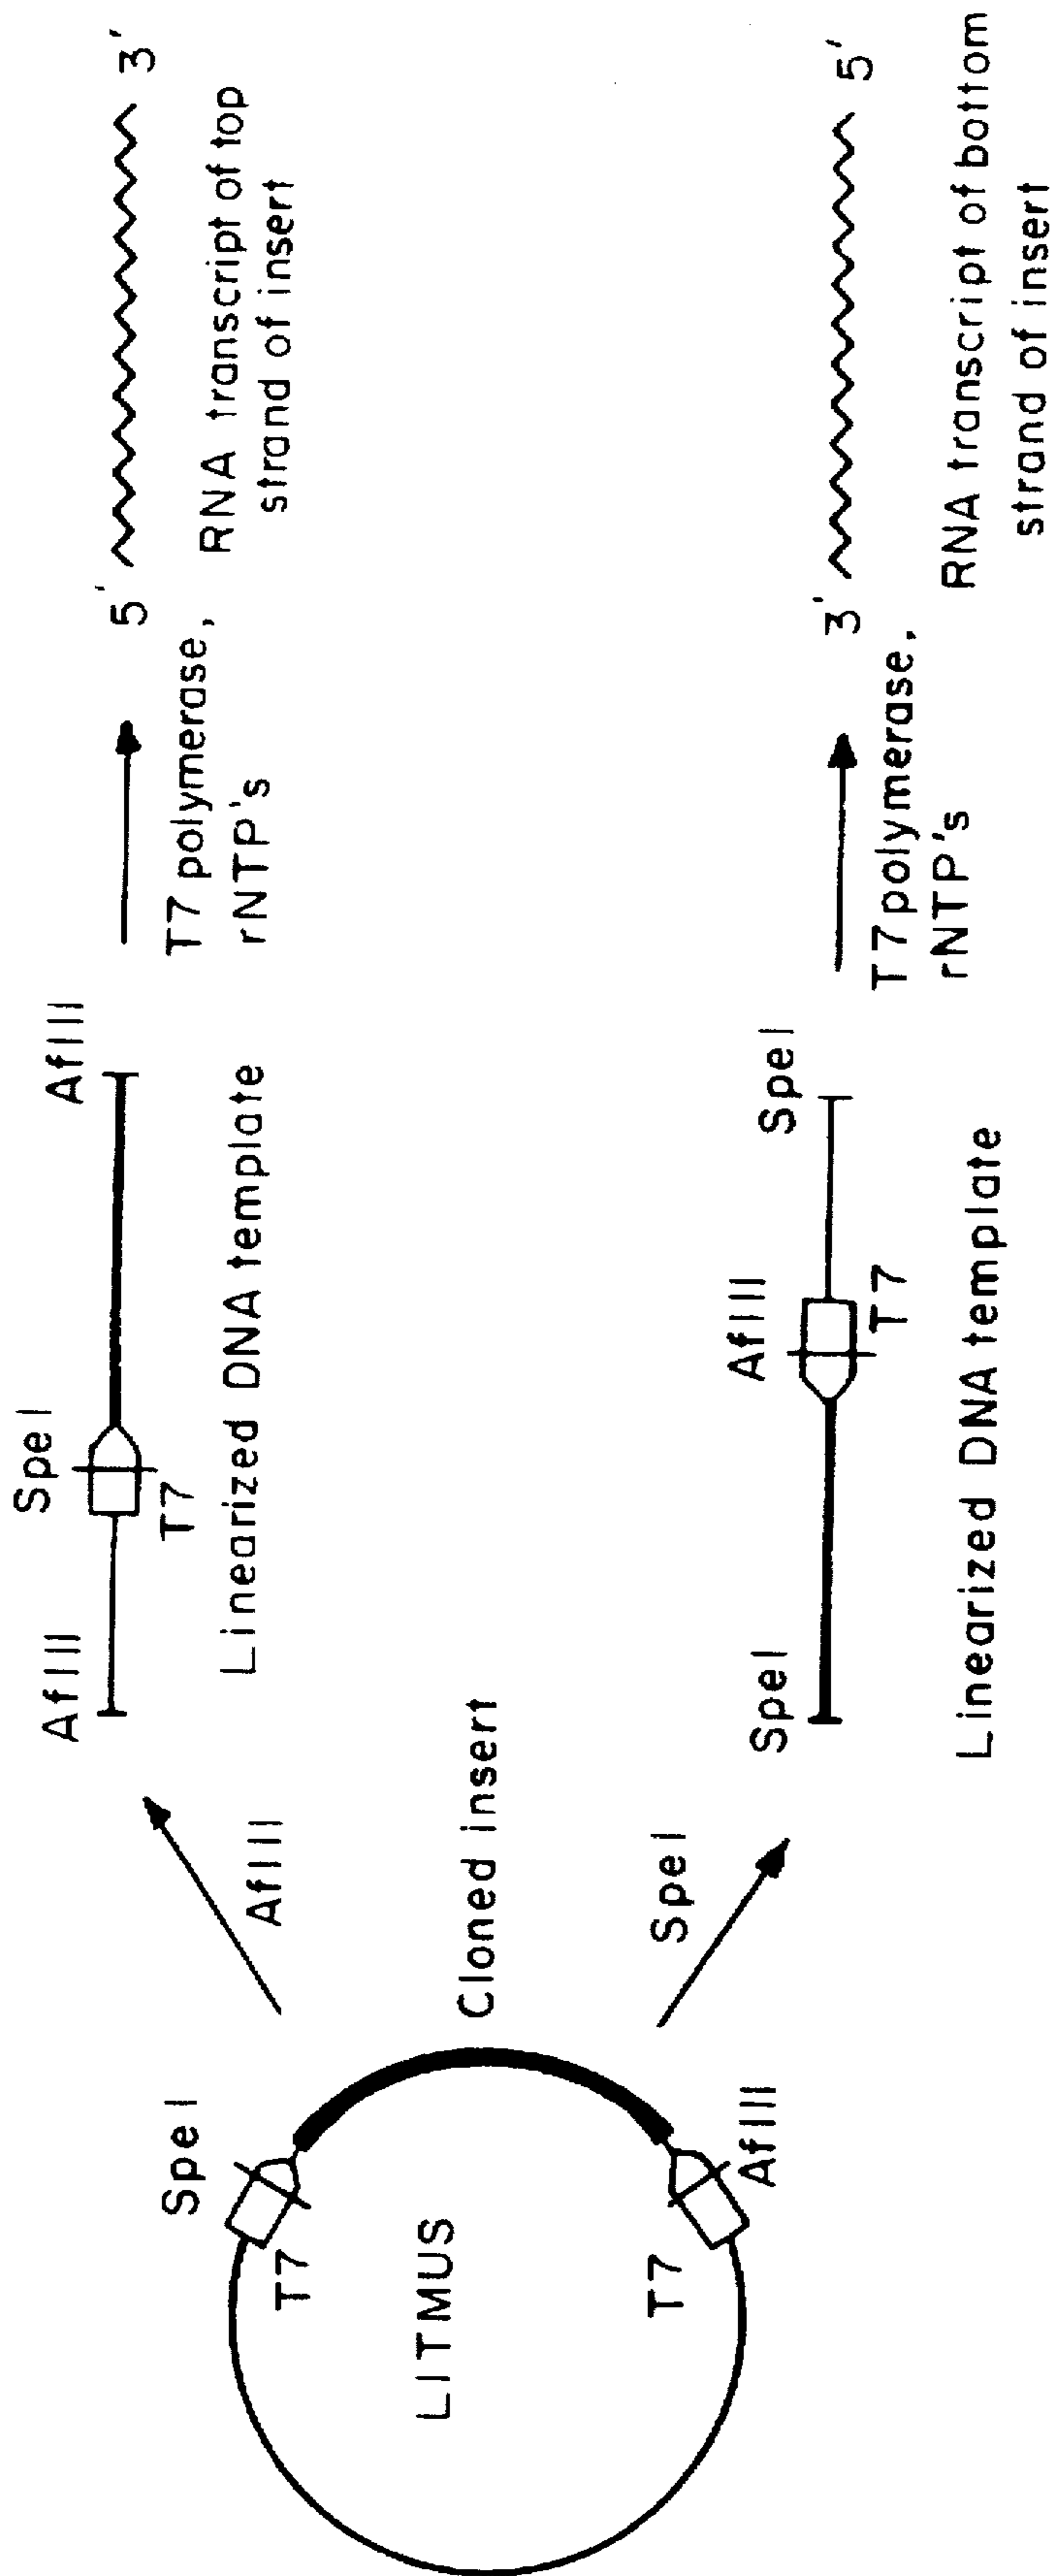 LITMUS
T7
SpeI
T7
AflII
Cloned insert
AflII
AflII
SpeI
T7
AflII
Linearized DNA template
T7 polymerase,
rNTP's
5'
3'
RNA transcript of top
strand of insert
SpeI
SpeI
AflII
T7
SpeI
Linearized DNA template
T7 polymerase,
rNTP's
3'
5'
RNA transcript of bottom
strand of insert